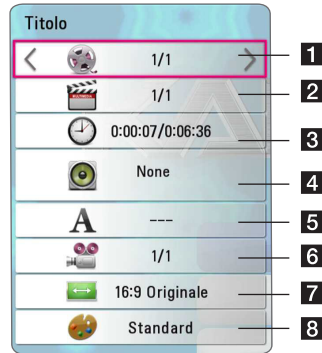 Titolo
1/1 1
1/1 2
0:00:07/0:06:36 3
None 4
A --- 5
1/1 6
16:9 Originale 7
Standard 8